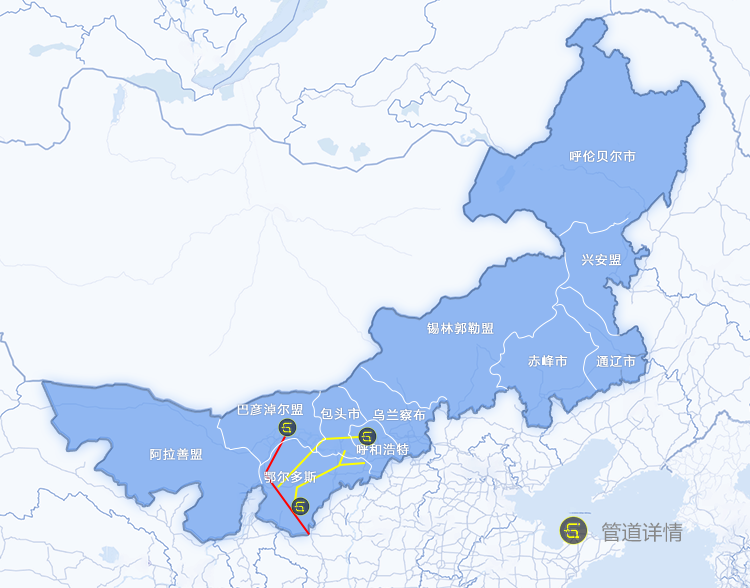 呼伦贝尔市
兴安盟
锡林郭勒盟
赤峰市
通辽市
巴彦淖尔盟
包头市
乌兰察布
呼和浩特
阿拉善盟
鄂尔多斯
管道详情